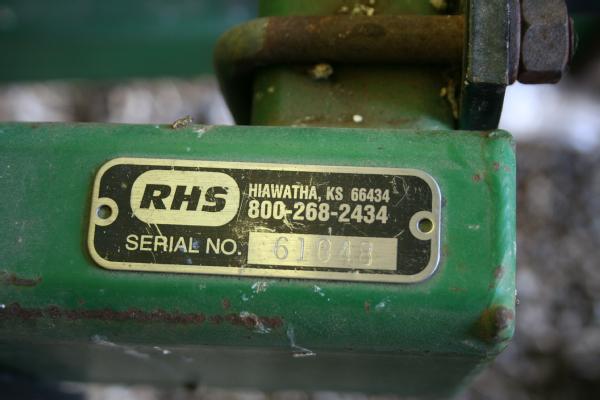 RHS
HIAWATHA, KS 66434
800-268-2434
SERIAL NO. 61048